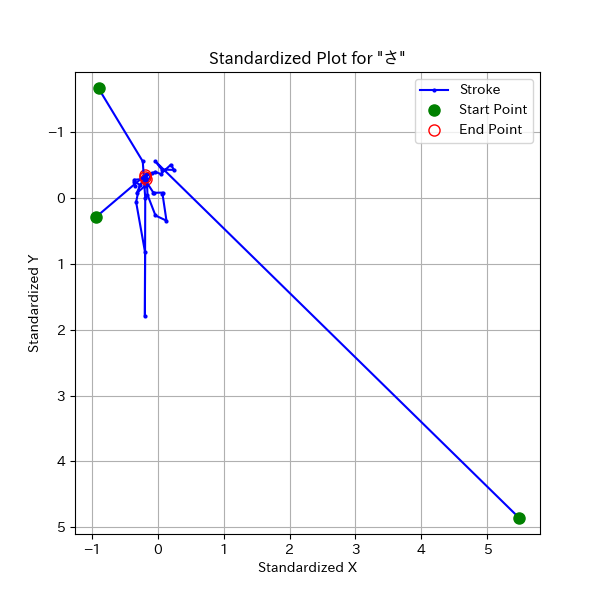 Standardized Plot for "さ"
Stroke
Start Point
End Point
Standardized Y
−1
0
1
2
3
4
5
−1 0 1 2 3 4 5
Standardized X